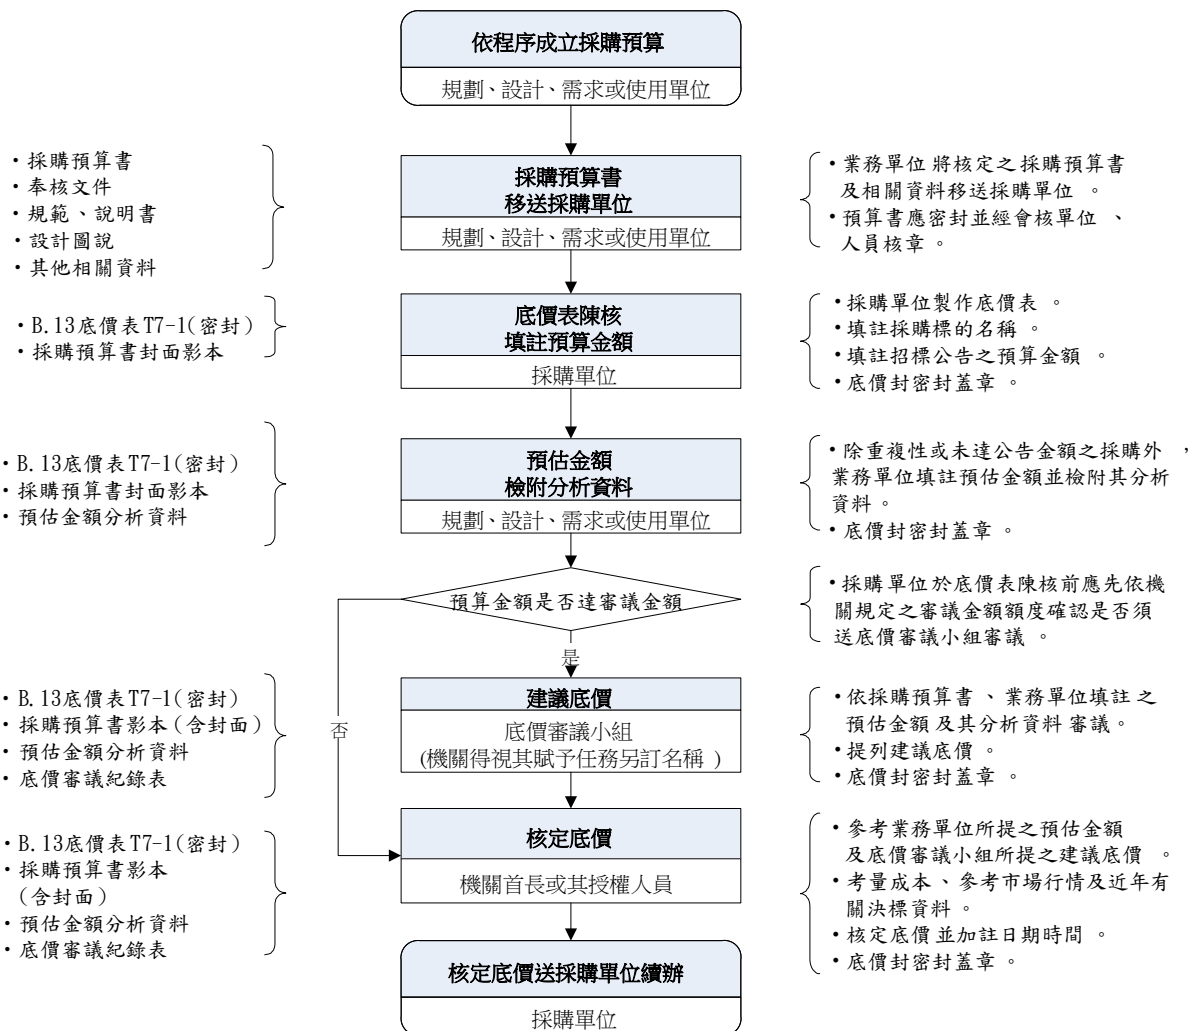 依程序成立採購預算
規劃、設計、需求或使用單位
・採購預算書
・奉核文件
・規範、說明書
・設計圖說
・其他相關資料
採購預算書
移送採購單位
規劃、設計、需求或使用單位
・業務單位 將核定之採購預算書
及相關資料移送採購單位 。
・預算書應密封並經會核單位 、
人員核章 。
・B.13底價表T7-1(密封)
・採購預算書封面影本
底價表陳核
填註預算金額
採購單位
・採購單位製作底價表 。
・填註採購標的名稱 。
・填註招標公告之預算金額 。
・底價封密封蓋章 。
・B.13底價表T7-1(密封)
・採購預算書封面影本
・預估金額分析資料
預估金額
檢附分析資料
規劃、設計、需求或使用單位
・除重複性或未達公告金額之採購外 ,
業務單位填註預估金額並檢附其分析
資料 。
・底價封密封蓋章 。
預算金額是否達審議金額
・採購單位於底價表陳核前應先依機
關規定之審議金額額度確認是否須
送底價審議小組審議 。
是
否
・B.13底價表T7-1(密封)
・採購預算書影本(含封面)
・預估金額分析資料
・底價審議紀錄表
建議底價
底價審議小組
(機關得視其賦予任務另訂名稱 )
・依採購預算書 、業務單位填註之
預估金額及其分析資料審議。
・提列建議底價 。
・底價封密封蓋章 。
・B.13底價表T7-1(密封)
・採購預算書影本
(含封面)
・預估金額分析資料
・底價審議紀錄表
核定底價
機關首長或其授權人員
・參考業務單位所提之預估金額
及底價審議小組所提之建議底價 。
・考量成本 、參考市場行情及近年有
關決標資料 。
・核定底價並加註日期時間 。
・底價封密封蓋章 。
核定底價送採購單位續辦
採購單位